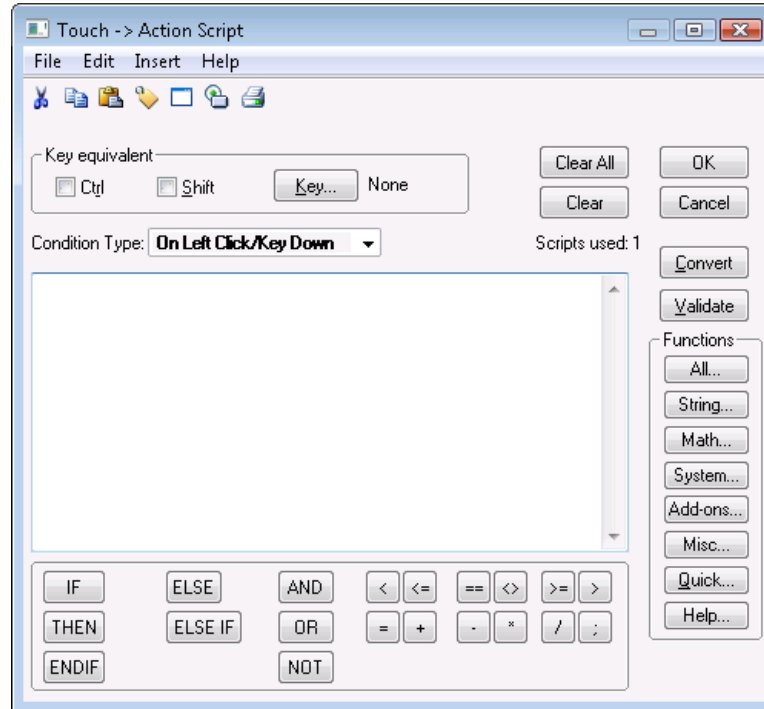 Touch -> Action Script
File Edit Insert Help
Key equivalent
Ctrl Shift Key... None
Clear All OK
Clear Cancel
Condition Type: On Left Click/Key Down Scripts used: 1
Convert
Validate
Functions
All...
String...
Math...
System...
Add-ons...
Misc...
Quick...
Help...
IF ELSE AND < <= == <> >= >
THEN ELSE IF OR = + - * / ;
ENDIF NOT